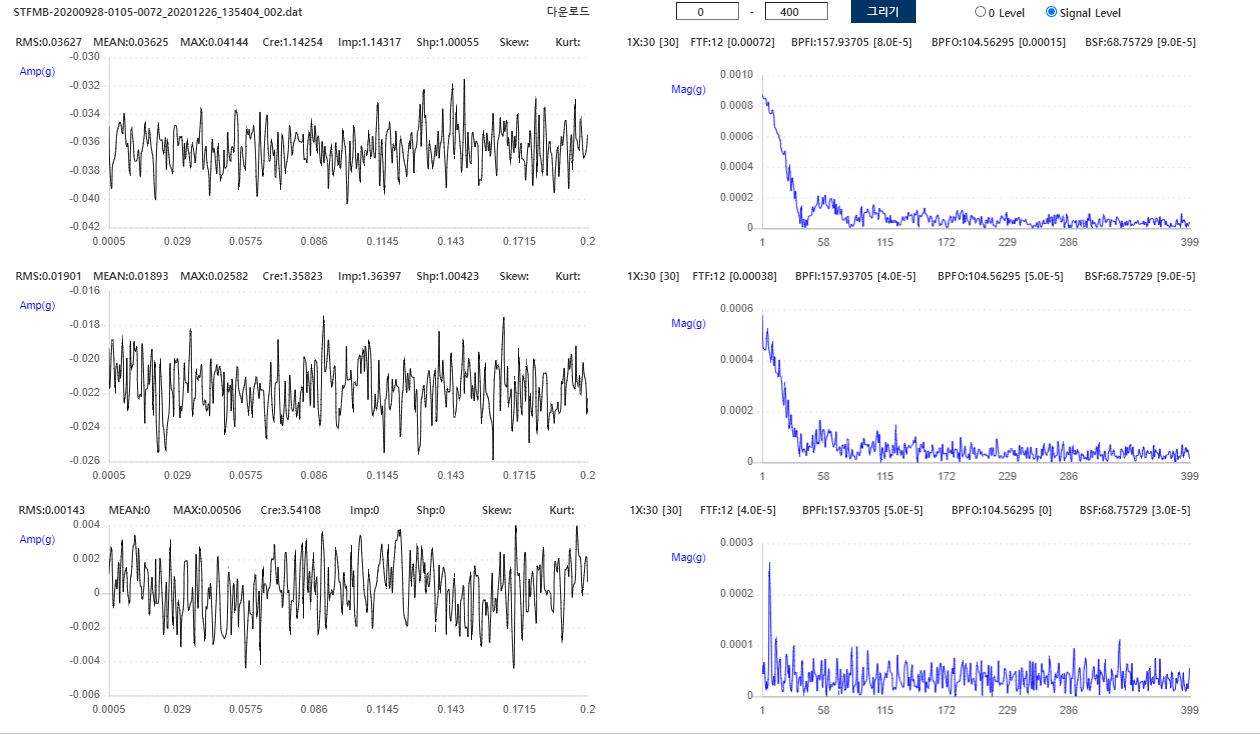 STFMB-20200928-0105-0072_20201226_135404_002.dat 다운로드 0 - 400 그리기 0 Level Signal Level
RMS:0.03627 MEAN:0.03625 MAX:0.04144 Cre:1.14254 Imp:1.14317 Shp:1.00055 Skew: Kurt:
Amp(g)
-0.030
-0.032
-0.034
-0.036
-0.038
-0.040
-0.042
0.0005 0.029 0.0575 0.086 0.1145 0.143 0.1715 0.2
1X:30 [30] FTF:12 [0.00072] BPFI:157.93705 [8.0E-5] BPFO:104.56295 [0.00015] BSF:68.75729 [9.0E-5]
Mag(g)
0.0010
0.0008
0.0006
0.0004
0.0002
0
1 58 115 172 229 286 399
RMS:0.01901 MEAN:0.01893 MAX:0.02582 Cre:1.35823 Imp:1.36397 Shp:1.00423 Skew: Kurt:
Amp(g)
-0.016
-0.018
-0.020
-0.022
-0.024
-0.026
0.0005 0.029 0.0575 0.086 0.1145 0.143 0.1715 0.2
1X:30 [30] FTF:12 [0.00038] BPFI:157.93705 [4.0E-5] BPFO:104.56295 [5.0E-5] BSF:68.75729 [9.0E-5]
Mag(g)
0.0006
0.0004
0.0002
0
1 58 115 172 229 286 399
RMS:0.00143 MEAN:0 MAX:0.00506 Cre:3.54108 Imp:0 Shp:0 Skew: Kurt:
Amp(g)
0.004
0.002
0
-0.002
-0.004
-0.006
0.0005 0.029 0.0575 0.086 0.1145 0.143 0.1715 0.2
1X:30 [30] FTF:12 [4.0E-5] BPFI:157.93705 [5.0E-5] BPFO:104.56295 [0] BSF:68.75729 [3.0E-5]
Mag(g)
0.0003
0.0002
0.0001
0
1 58 115 172 229 286 399